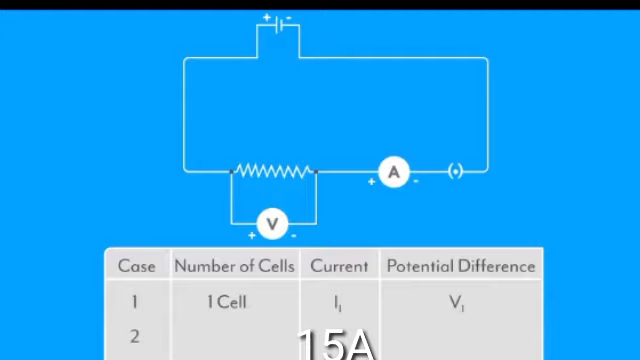 + -
A
+ -
V
+ -
Case Number of Cells Current Potential Difference
1 1 Cell I₁ V₁
2
15A